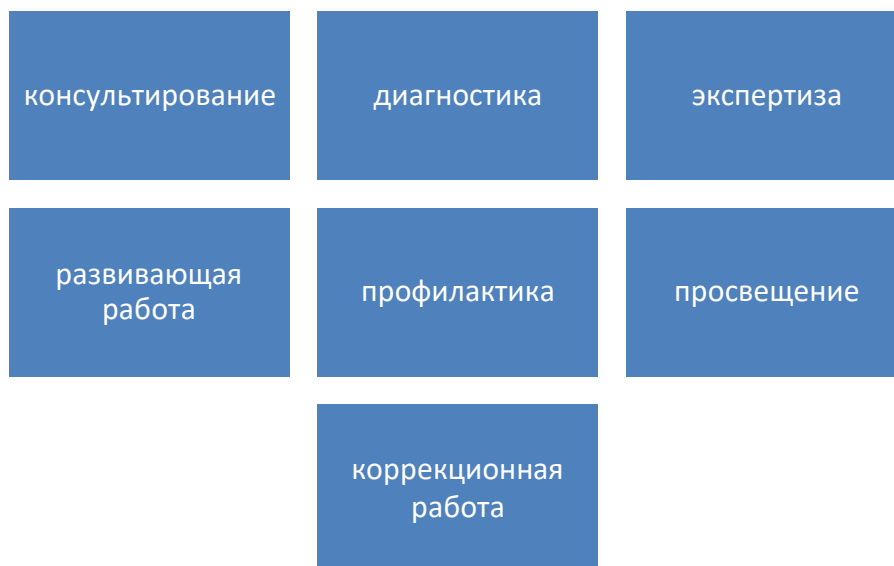 консультирование
диагностика
экспертиза
развивающая
работа
профилактика
просвещение
коррекционная
работа